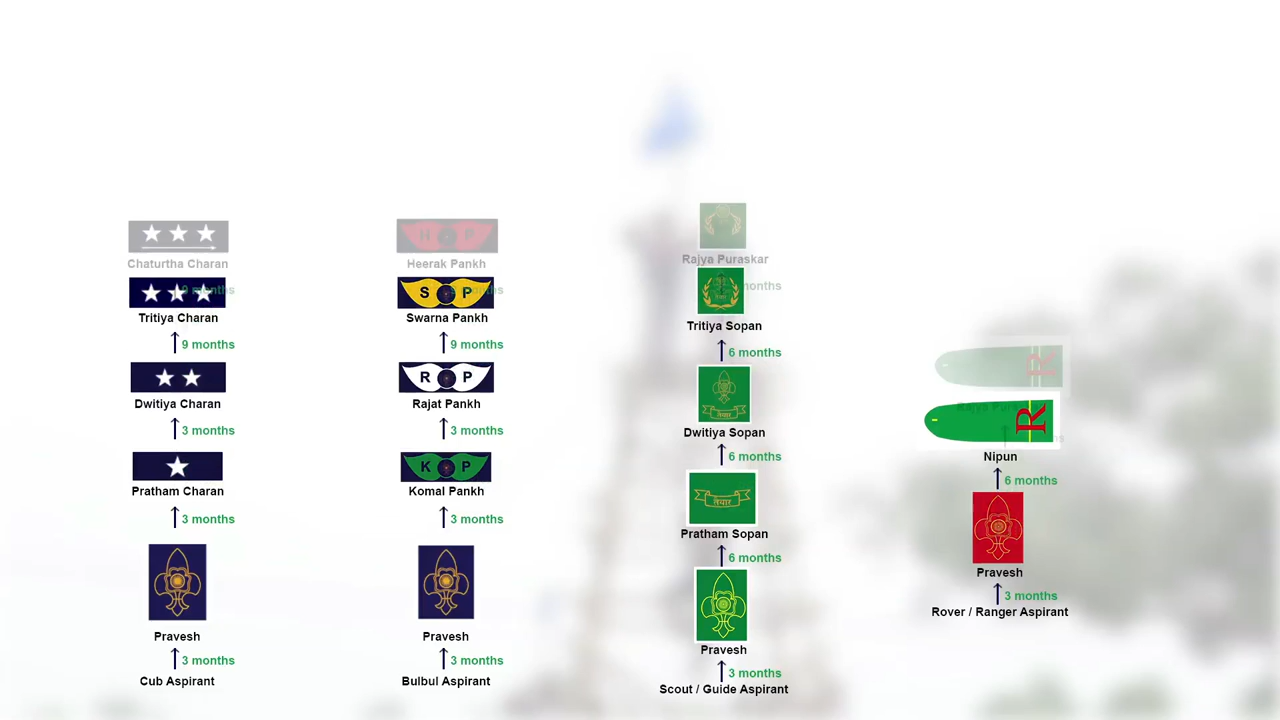 Chaturtha Charan
9 months
Tritiya Charan
9 months
Dwitiya Charan
3 months
Pratham Charan
3 months
Pravesh
3 months
Cub Aspirant
H P
Heerak Pankh
S P
Swarna Pankh
9 months
R P
Rajat Pankh
3 months
K P
Komal Pankh
3 months
Pravesh
3 months
Bulbul Aspirant
Rajya Puraskar
months
Tritiya Sopan
6 months
तैयार
Dwitiya Sopan
6 months
तैयार
Pratham Sopan
6 months
Pravesh
3 months
Scout / Guide Aspirant
R
R
Nipun
6 months
Pravesh
3 months
Rover / Ranger Aspirant